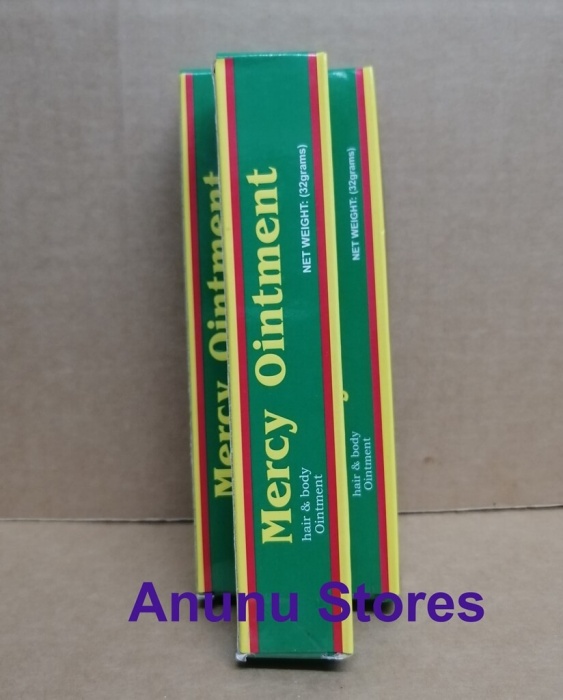 Mercy Ointment
Mercy Ointment
NET WEIGHT: (32grams)
hair & body
Ointment
NET WEIGHT: (32grams)
hair & body
Ointment
Anunu Stores